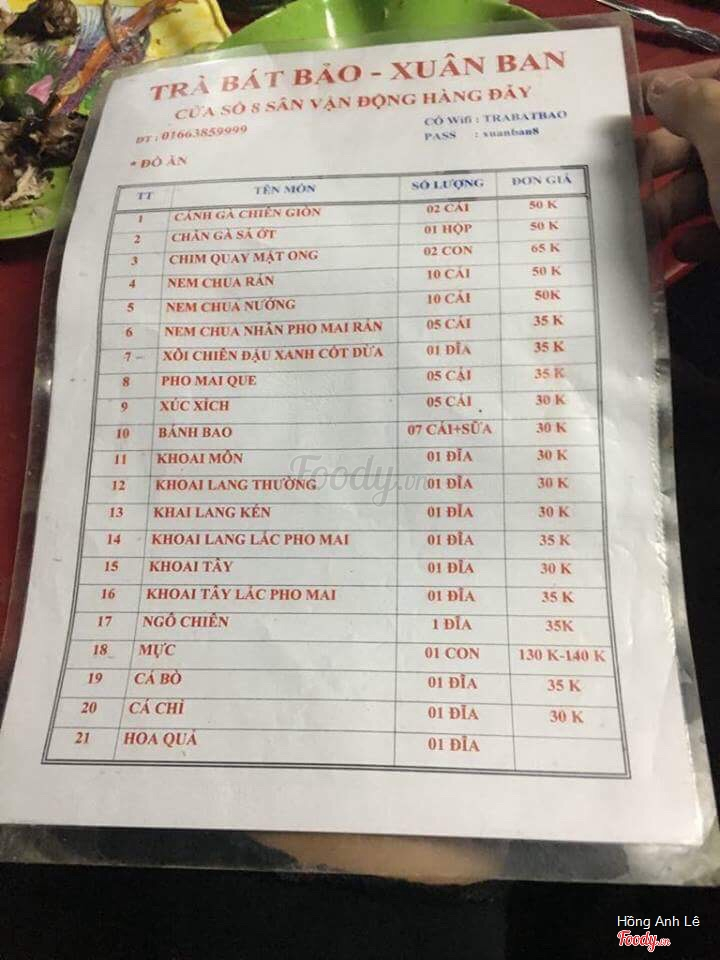 TRÀ BÁT BẢO - XUÂN BAN
CỬA SỐ 8 SÂN VẬN ĐỘNG HÀNG ĐẪY
ĐT : 01663859999
CÓ Wifi : TRABATBAO
PASS : xuanban8
* ĐỒ ĂN
TT TÊN MÓN SỐ LƯỢNG ĐƠN GIÁ
1 CÁNH GÀ CHIÊN GIÒN 02 CÁI 50 K
2 CHÂN GÀ SẢ ỚT 01 HỘP 50 K
3 CHIM QUAY MẬT ONG 02 CON 65 K
4 NEM CHUA RÁN 10 CÁI 50 K
5 NEM CHUA NƯỚNG 10 CÁI 50K
6 NEM CHUA NHÂN PHO MAI RÁN 05 CÁI 35 K
7 XÔI CHIÊN ĐẬU XANH CỐT DỪA 01 ĐĨA 35 K
8 PHO MAI QUE 05 CÁI 35 K
9 XÚC XÍCH 05 CÁI 30 K
10 BÁNH BAO 07 CÁI+SỮA 30 K
11 KHOAI MÔN 01 ĐĨA 30 K
12 KHOAI LANG THƯỜNG 01 ĐĨA 30 K
13 KHAI LANG KÉN 01 ĐĨA 30 K
14 KHOAI LANG LẮC PHO MAI 01 ĐĨA 35 K
15 KHOAI TÂY 01 ĐĨA 30 K
16 KHOAI TÂY LẮC PHO MAI 01 ĐĨA 35 K
17 NGÔ CHIÊN 1 ĐĨA 35K
18 MỰC 01 CON 130 K-140 K
19 CÁ BÒ 01 ĐĨA 35 K
20 CÁ CHỈ 01 ĐĨA 30 K
21 HOA QUẢ 01 ĐĨA
Foody.vn
Hồng Anh Lê
Foody.vn